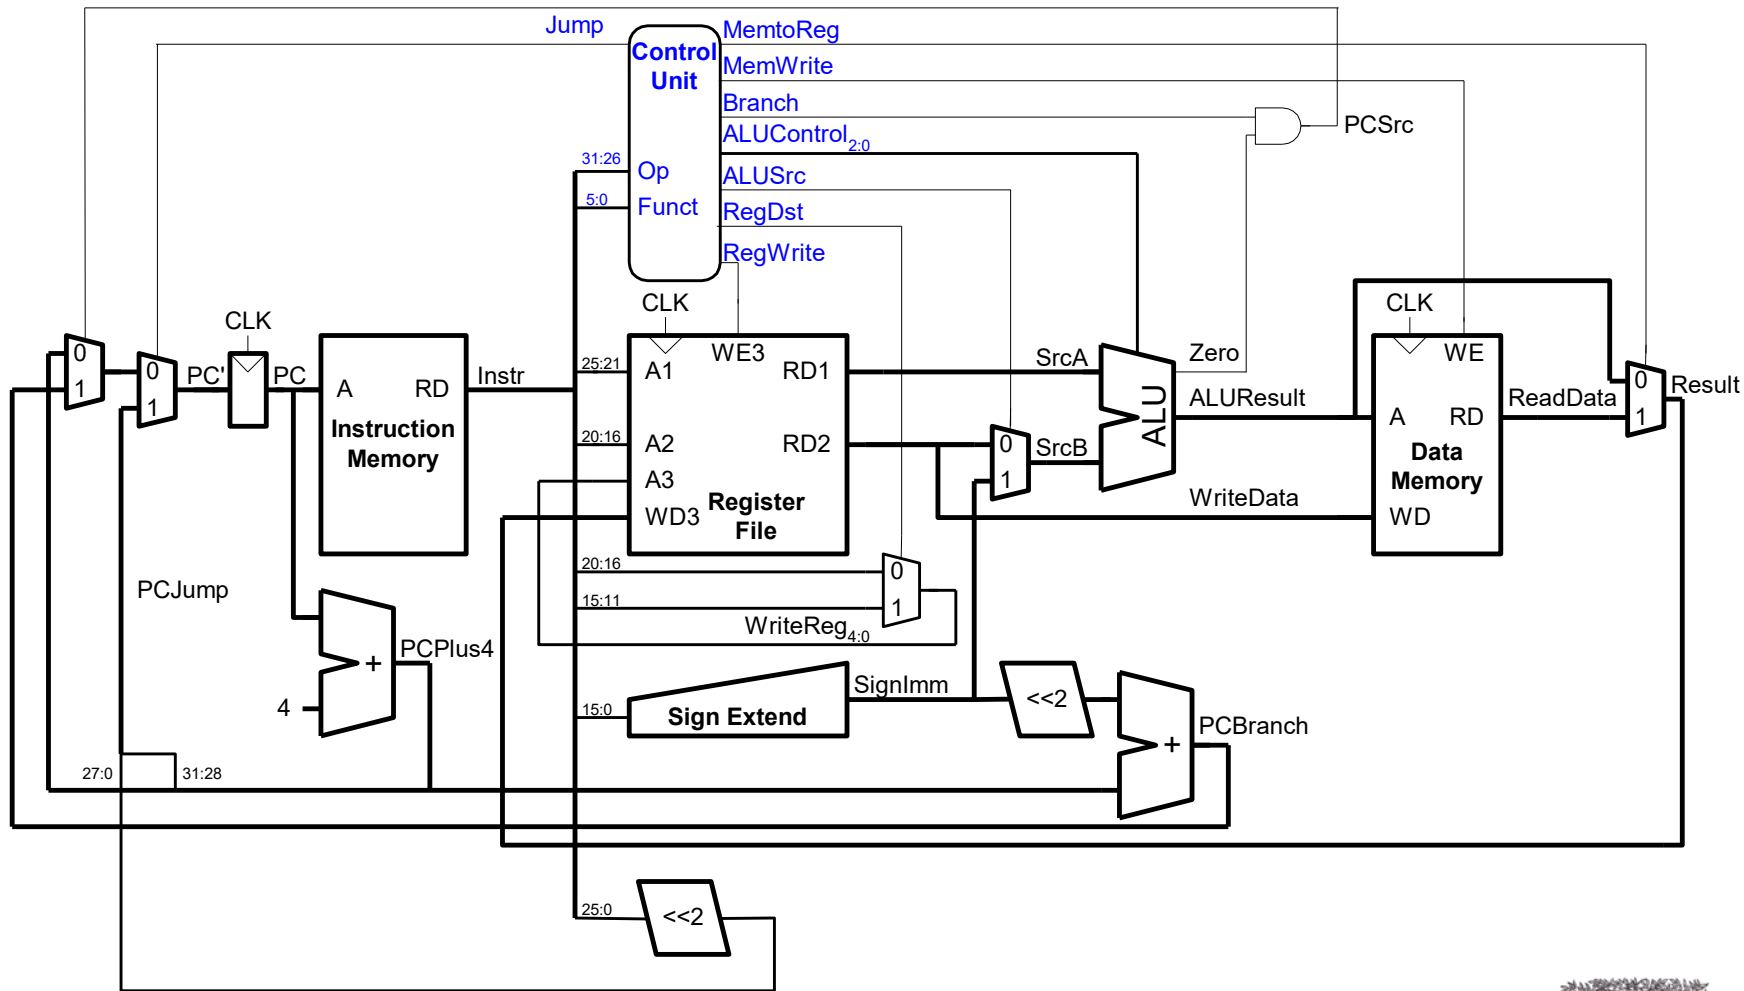 Jump
Control
Unit
MemtoReg
MemWrite
Branch
ALUControl2:0
ALUSrc
RegDst
RegWrite
PCSrc
31:26
Op
5:0
Funct
CLK
CLK
CLK
0
1
0
1
PC'
PC
A
RD
Instruction
Memory
Instr
25:21
A1
WE3
RD1
20:16
A2
RD2
A3
WD3
Register
File
SrcA
0
1
SrcB
ALU
Zero
ALUResult
WriteData
WE
A
RD
Data
Memory
WD
ReadData
0
1
Result
20:16
0
15:11
1
WriteReg4:0
PCJump
+
PCPlus4
4
15:0
Sign Extend
SignImm
<<2
+
PCBranch
27:0
31:28
25:0
<<2